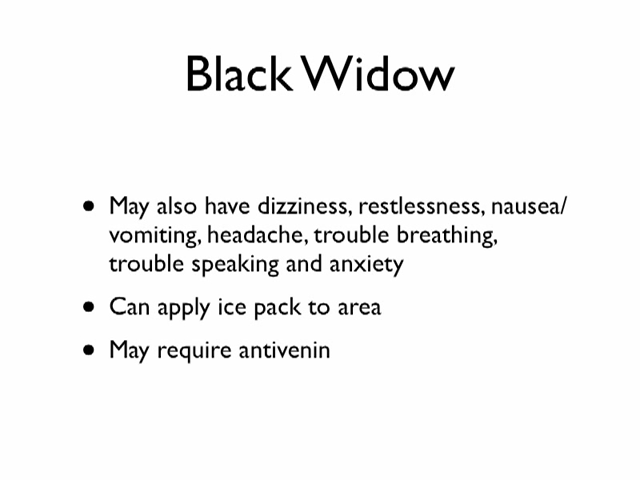 Black Widow
• May also have dizziness, restlessness, nausea/
vomiting, headache, trouble breathing,
trouble speaking and anxiety
• Can apply ice pack to area
• May require antivenin